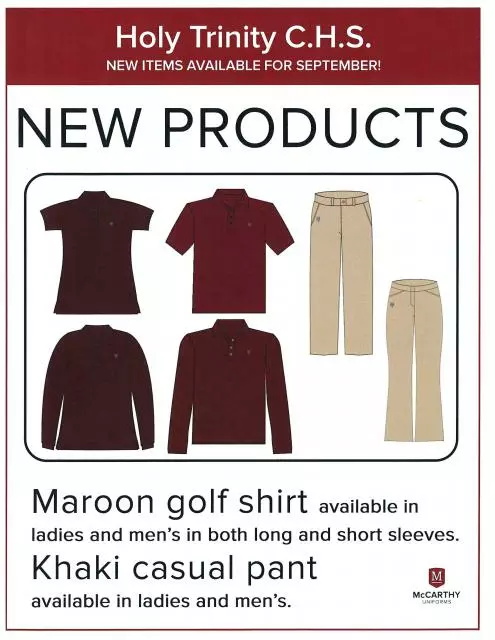 Holy Trinity C.H.S.
NEW ITEMS AVAILABLE FOR SEPTEMBER!
NEW PRODUCTS
Maroon golf shirt available in
ladies and men's in both long and short sleeves.
Khaki casual pant
available in ladies and men's.
M
McCARTHY
UNIFORMS